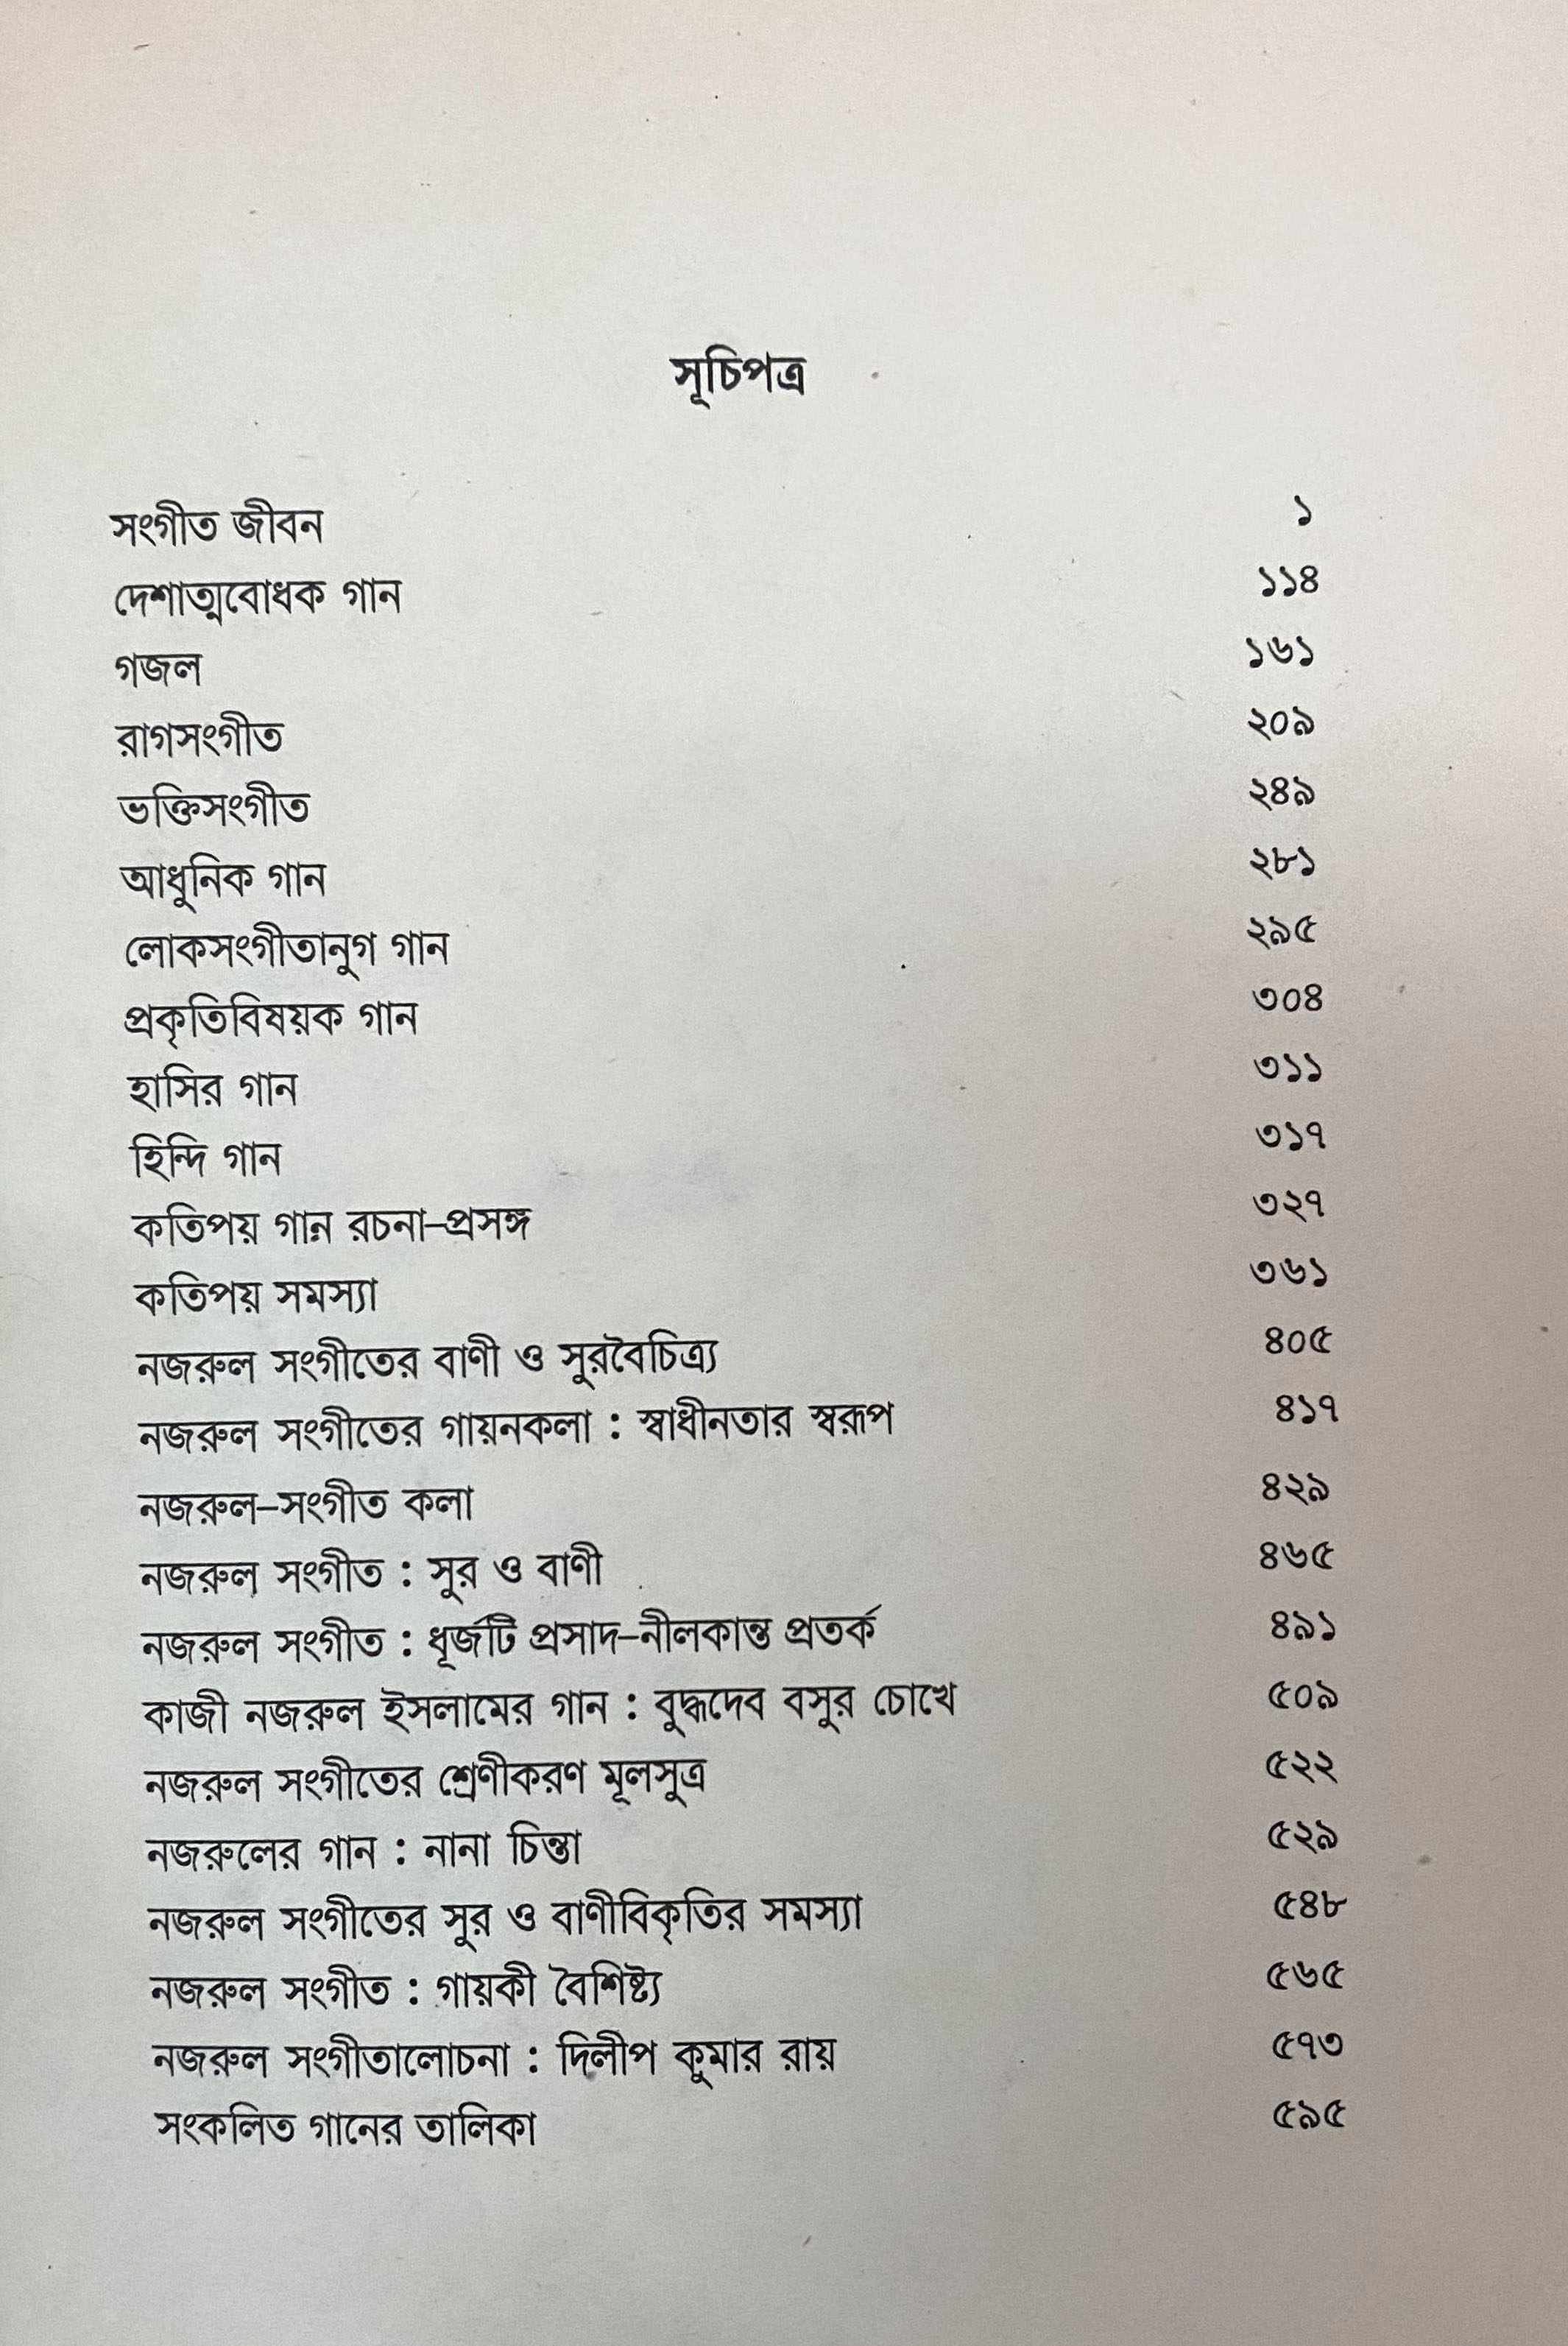 সূচিপত্র
সংগীত জীবন ১
দেশাত্মবোধক গান ১১৪
গজল ১৬১
রাগসংগীত ২০৯
ভক্তিসংগীত ২৪৯
আধুনিক গান ২৮১
লোকসংগীতানুগ গান ২৯৫
প্রকৃতিবিষয়ক গান ৩০৪
হাসির গান ৩১১
হিন্দি গান ৩১৭
কতিপয় গান রচনা-প্রসঙ্গ ৩২৭
কতিপয় সমস্যা ৩৬১
নজরুল সংগীতের বাণী ও সুরবৈচিত্র্য ৪০৫
নজরুল সংগীতের গায়নকলা : স্বাধীনতার স্বরূপ ৪১৭
নজরুল-সংগীত কলা ৪২৯
নজরুল সংগীত : সুর ও বাণী ৪৬৫
নজরুল সংগীত : ধূর্জটি প্রসাদ-নীলকান্ত প্রতর্ক ৪৯১
কাজী নজরুল ইসলামের গান : বুদ্ধদেব বসুর চোখে ৫০৯
নজরুল সংগীতের শ্রেণীকরণ মূলসুত্র ৫২২
নজরুলের গান : নানা চিন্তা ৫২৯
নজরুল সংগীতের সুর ও বাণীবিকৃতির সমস্যা ৫৪৮
নজরুল সংগীত : গায়কী বৈশিষ্ট্য ৫৬৫
নজরুল সংগীতালোচনা : দিলীপ কুমার রায় ৫৭৩
সংকলিত গানের তালিকা ৫৯৫